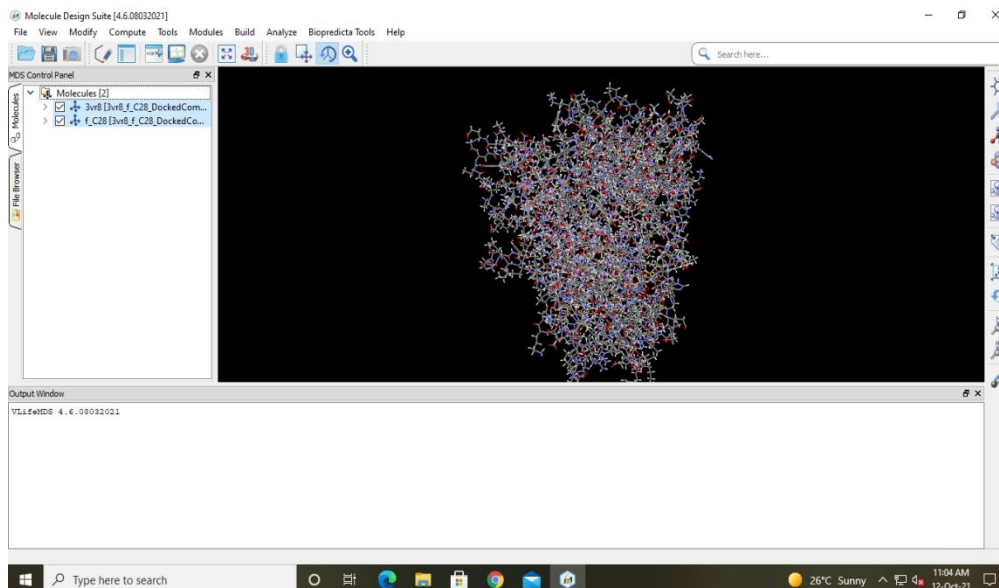 Molecule Design Suite [4.6.08032021]
File View Modify Compute Tools Modules Build Analyze Biopredicta Tools Help
Search here...
MDS Control Panel
Molecules
File Browser
Molecules [2]
3vr8 [3vr8_f_C28_DockedCom...
f_C28 [3vr8_f_C28_DockedCo...
Output Window
VLifeMDS 4.6.08032021
Type here to search
26°C Sunny
11:04 AM
12-Oct-21